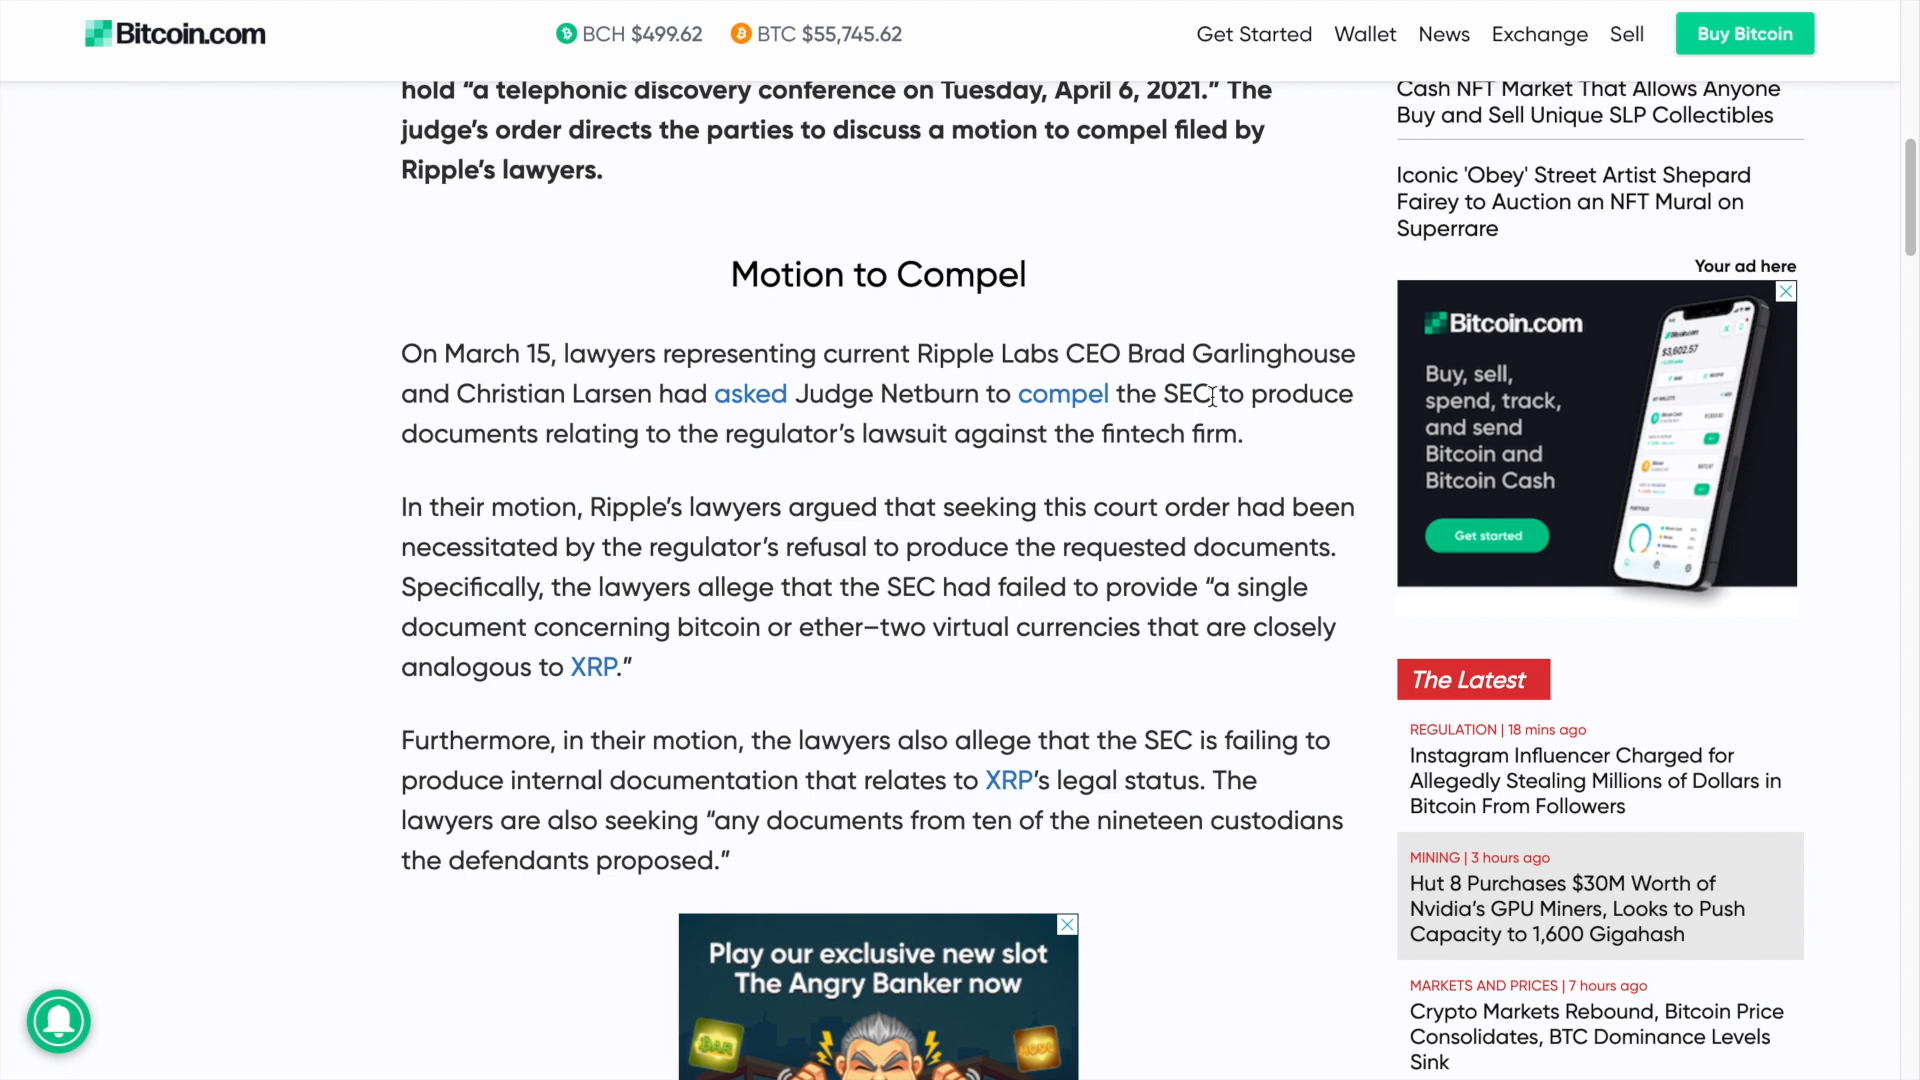 Bitcoin.com
BCH $499.62 BTC $55,745.62
Get Started Wallet News Exchange Sell Buy Bitcoin
hold “a telephonic discovery conference on Tuesday, April 6, 2021.” The
judge’s order directs the parties to discuss a motion to compel filed by
Ripple’s lawyers.
Motion to Compel
On March 15, lawyers representing current Ripple Labs CEO Brad Garlinghouse
and Christian Larsen had asked Judge Netburn to compel the SEC to produce
documents relating to the regulator’s lawsuit against the fintech firm.
In their motion, Ripple’s lawyers argued that seeking this court order had been
necessitated by the regulator’s refusal to produce the requested documents.
Specifically, the lawyers allege that the SEC had failed to provide “a single
document concerning bitcoin or ether–two virtual currencies that are closely
analogous to XRP.”
Furthermore, in their motion, the lawyers also allege that the SEC is failing to
produce internal documentation that relates to XRP’s legal status. The
lawyers are also seeking “any documents from ten of the nineteen custodians
the defendants proposed.”
Play our exclusive new slot
The Angry Banker now
BAR
Cash NFT Market That Allows Anyone
Buy and Sell Unique SLP Collectibles
Iconic 'Obey' Street Artist Shepard
Fairey to Auction an NFT Mural on
Superrare
Your ad here
Bitcoin.com
Buy, sell,
spend, track,
and send
Bitcoin and
Bitcoin Cash
Get started
$3,602.57
The Latest
REGULATION | 18 mins ago
Instagram Influencer Charged for
Allegedly Stealing Millions of Dollars in
Bitcoin From Followers
MINING | 3 hours ago
Hut 8 Purchases $30M Worth of
Nvidia’s GPU Miners, Looks to Push
Capacity to 1,600 Gigahash
MARKETS AND PRICES | 7 hours ago
Crypto Markets Rebound, Bitcoin Price
Consolidates, BTC Dominance Levels
Sink